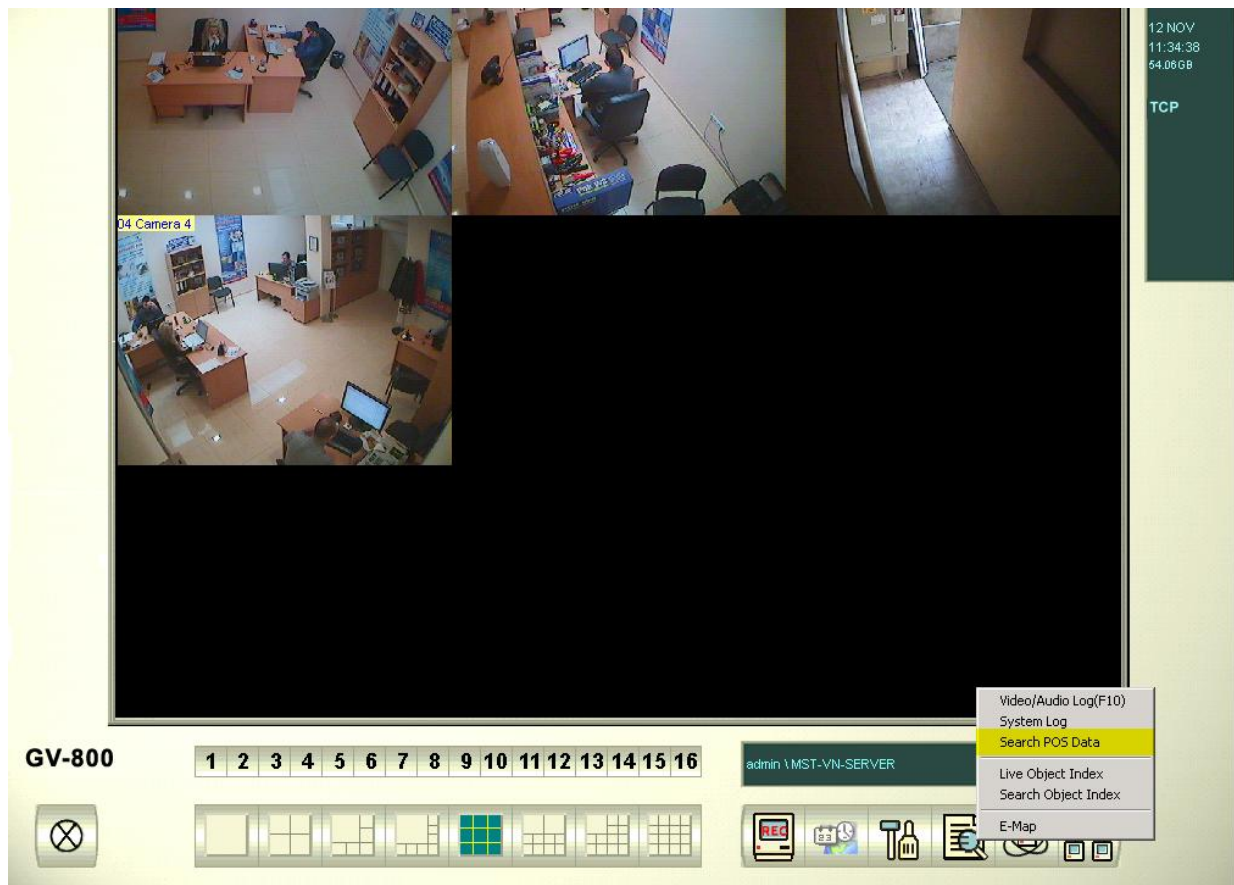 12 NOV
11:34:38
54.06GB
TCP
04 Camera 4
Video/Audio Log(F10)
System Log
Search POS Data
Live Object Index
Search Object Index
E-Map
GV-800
1 2 3 4 5 6 7 8 9 10 11 12 13 14 15 16
admin \ MST-VN-SERVER
REC
23